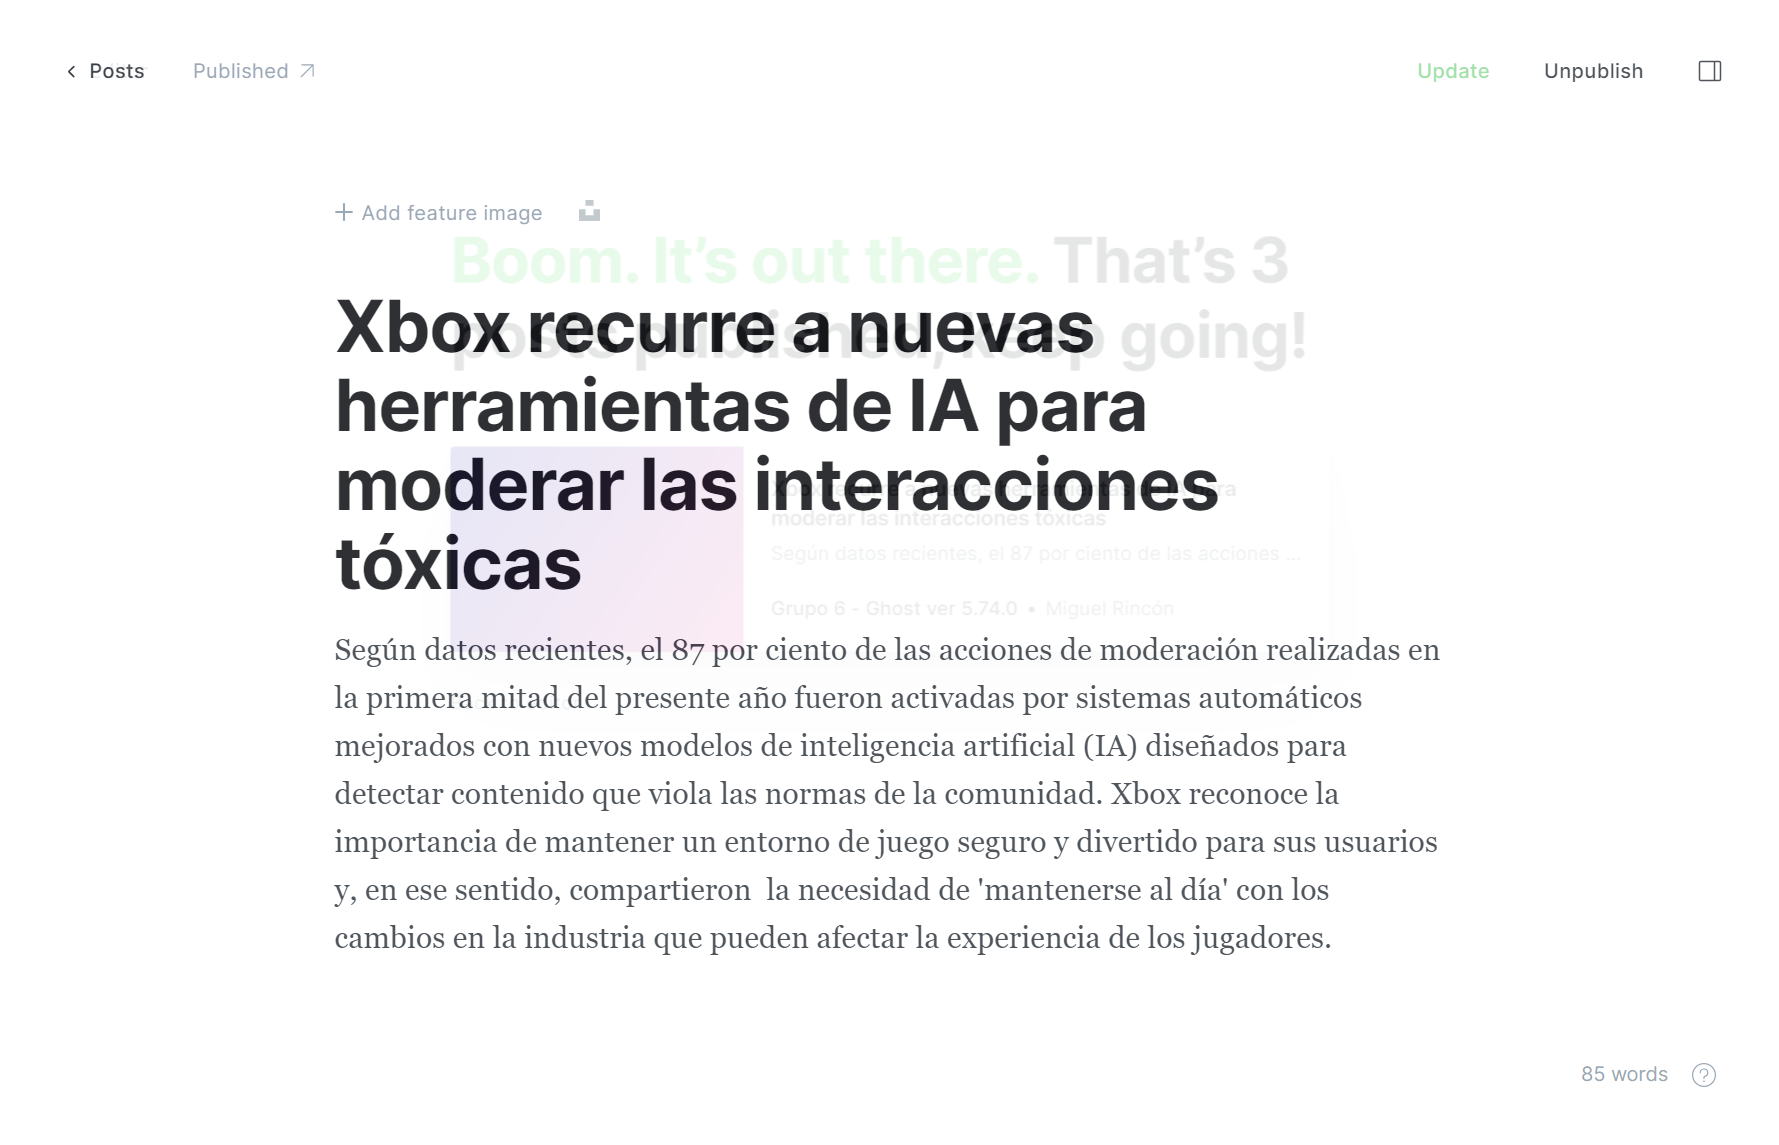 Posts
Published
Update
Unpublish
Add feature image
Boom. It's out there. That's 3
posts published, keep going!
Xbox recurre a nuevas
herramientas de IA para
moderar las interacciones
tóxicas
Xbox recurre a nuevas herramientas de IA para
moderar las interacciones tóxicas
Según datos recientes, el 87 por ciento de las acciones ...
Grupo 6 - Ghost ver 5.74.0 • Miguel Rincón
Según datos recientes, el 87 por ciento de las acciones de moderación realizadas en
la primera mitad del presente año fueron activadas por sistemas automáticos
mejorados con nuevos modelos de inteligencia artificial (IA) diseñados para
detectar contenido que viola las normas de la comunidad. Xbox reconoce la
importancia de mantener un entorno de juego seguro y divertido para sus usuarios
y, en ese sentido, compartieron  la necesidad de 'mantenerse al día' con los
cambios en la industria que pueden afectar la experiencia de los jugadores.
85 words
?